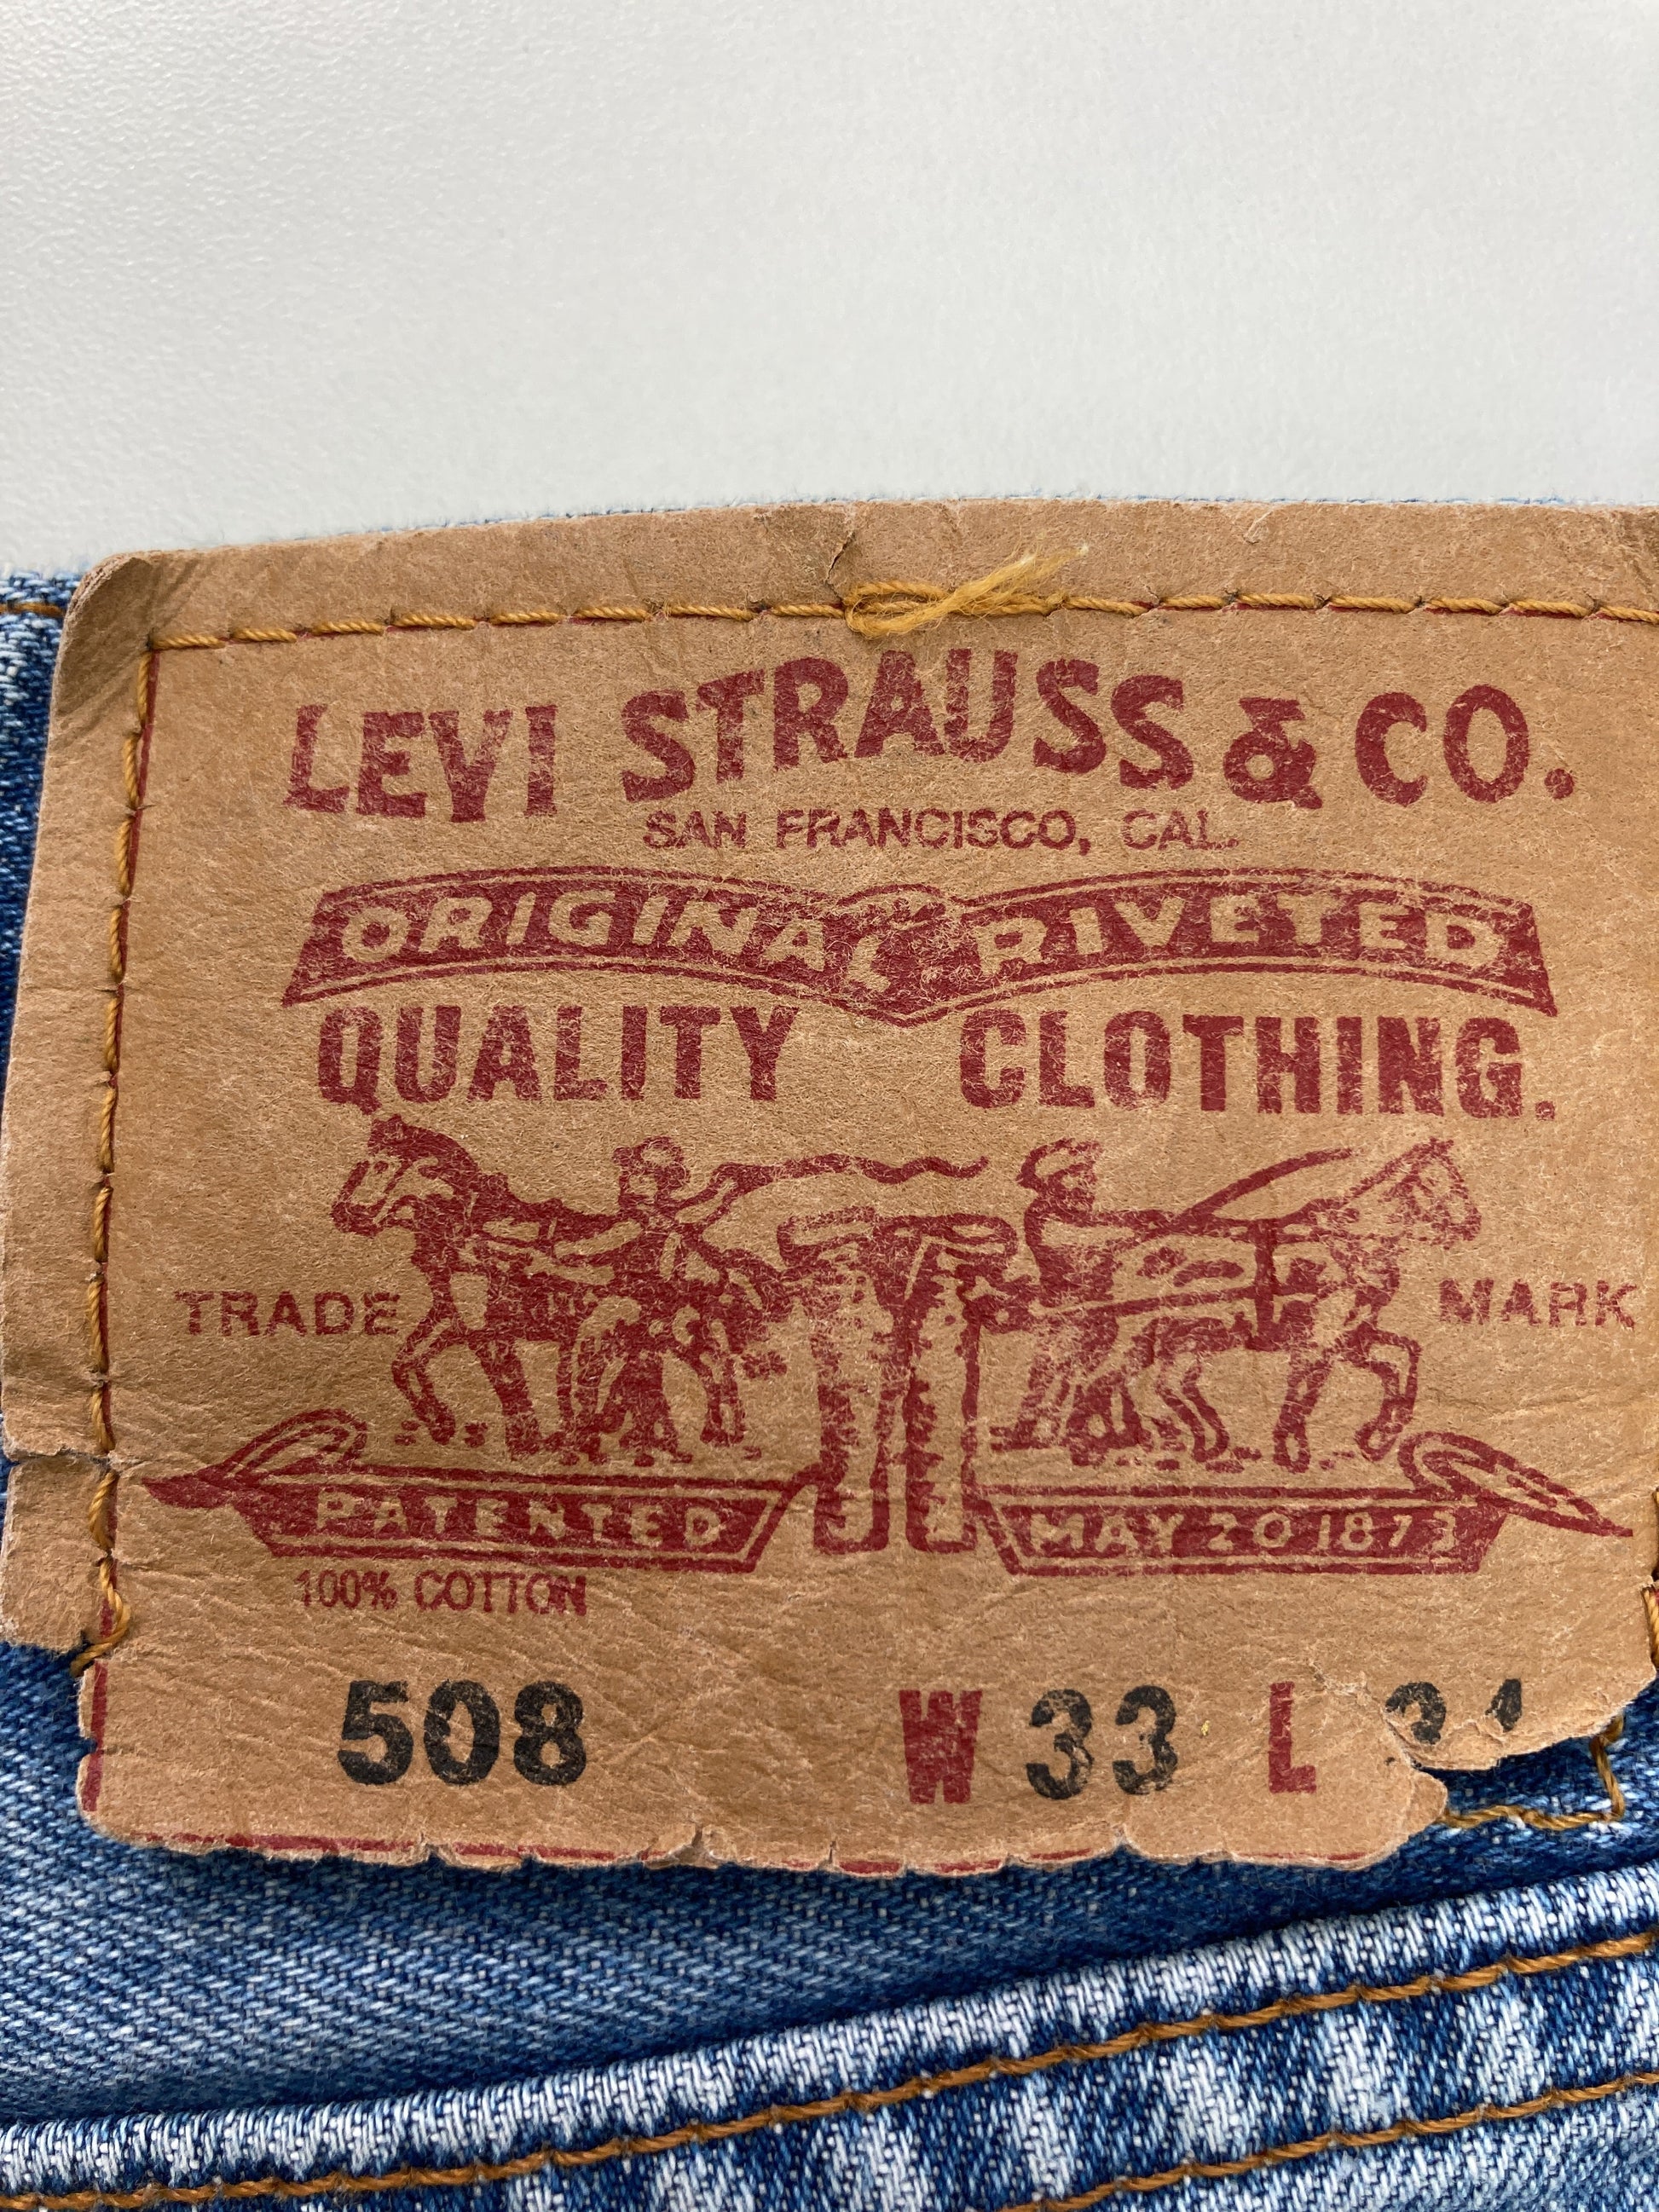 LEVI STRAUSS & CO.
SAN FRANCISCO, CAL.
ORIGINAL RIVETED
QUALITY CLOTHING.
TRADE MARK
PATENTED MAY 20 1873
100% COTTON
508 W 33 L